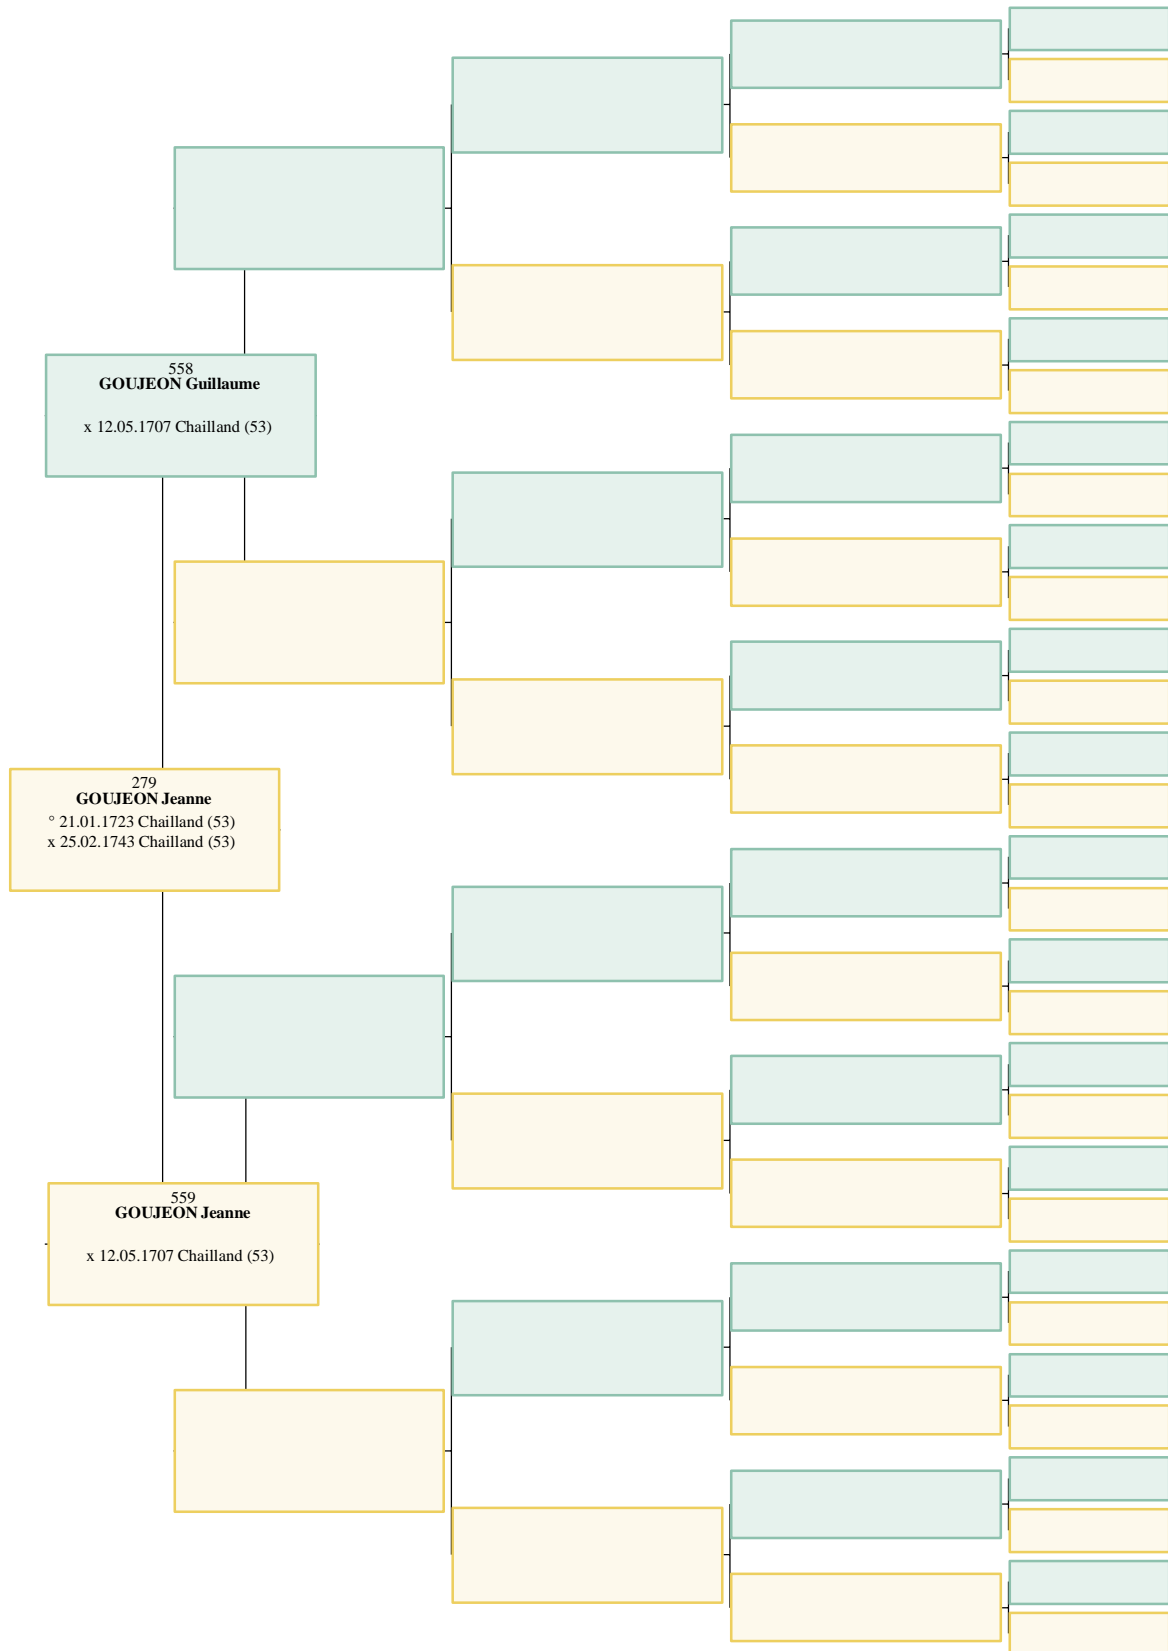 558
GOUJEON Guillaume
x 12.05.1707 Chailland (53)
279
GOUJEON Jeanne
° 21.01.1723 Chailland (53)
x 25.02.1743 Chailland (53)
559
GOUJEON Jeanne
x 12.05.1707 Chailland (53)